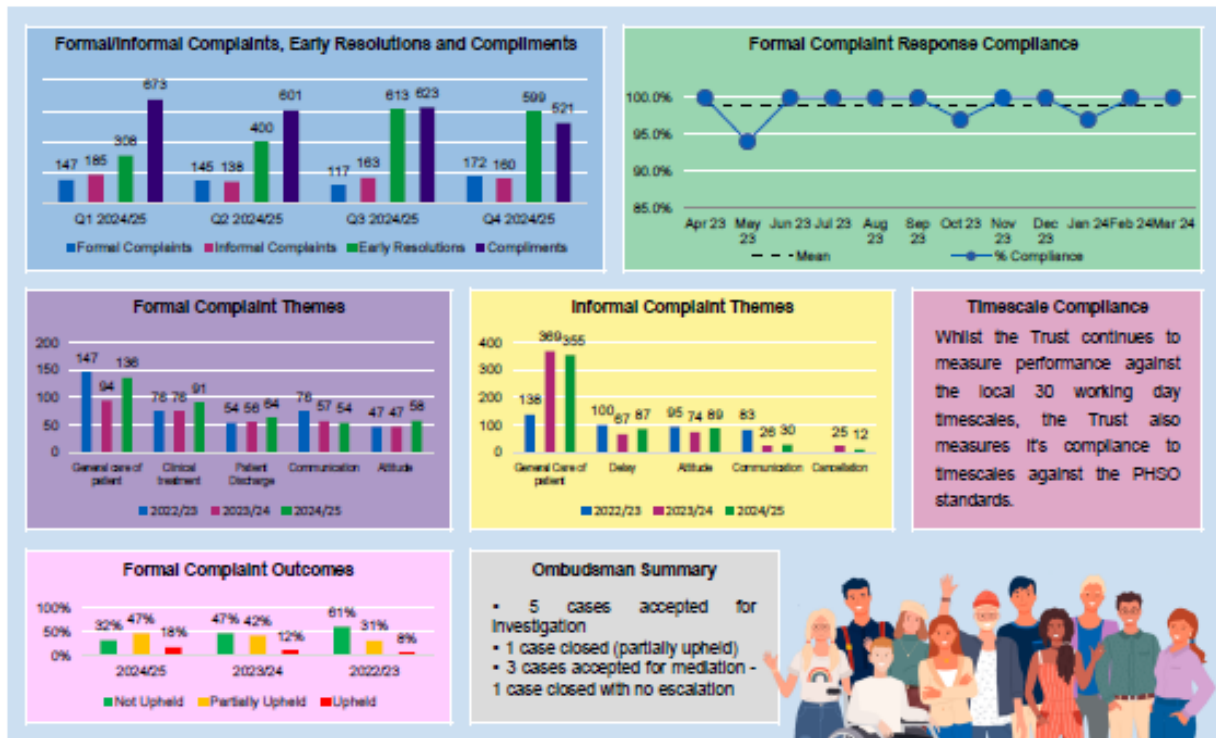 Formal/Informal Complaints, Early Resolutions and Compliments
673
601
613
623
599
521
400
308
147
185
145
138
117
163
172
160
Q1 2024/25
Q2 2024/25
Q3 2024/25
Q4 2024/25
Formal Complaints
Informal Complaints
Early Resolutions
Compliments
Formal Complaint Response Compliance
100.0%
95.0%
90.0%
85.0%
Apr 23
May 23
Jun 23
Jul 23
Aug 23
Sep 23
Oct 23
Nov 23
Dec 23
Jan 24
Feb 24
Mar 24
Mean
% Compliance
Formal Complaint Themes
200
150
100
50
0
147
94
136
76
76
91
54
56
64
76
57
54
47
47
58
General care of patient
Clinical treatment
Patient Discharge
Communication
Attitude
2022/23
2023/24
2024/25
Informal Complaint Themes
400
300
200
100
0
138
369
355
100
67
87
95
74
89
83
26
30
25
12
General Care of patient
Delay
Attitude
Communication
Cancellation
2022/23
2023/24
2024/25
Timescale Compliance
Whilst the Trust continues to
measure performance against
the local 30 working day
timescales, the Trust also
measures it's compliance to
timescales against the PHSO
standards.
Formal Complaint Outcomes
100%
50%
0%
32%
47%
18%
47%
42%
12%
61%
31%
8%
2024/25
2023/24
2022/23
Not Upheld
Partially Upheld
Upheld
Ombudsman Summary
▪ 5 cases accepted for
Investigation
▪ 1 case closed (partially upheld)
▪ 3 cases accepted for mediation -
1 case closed with no escalation